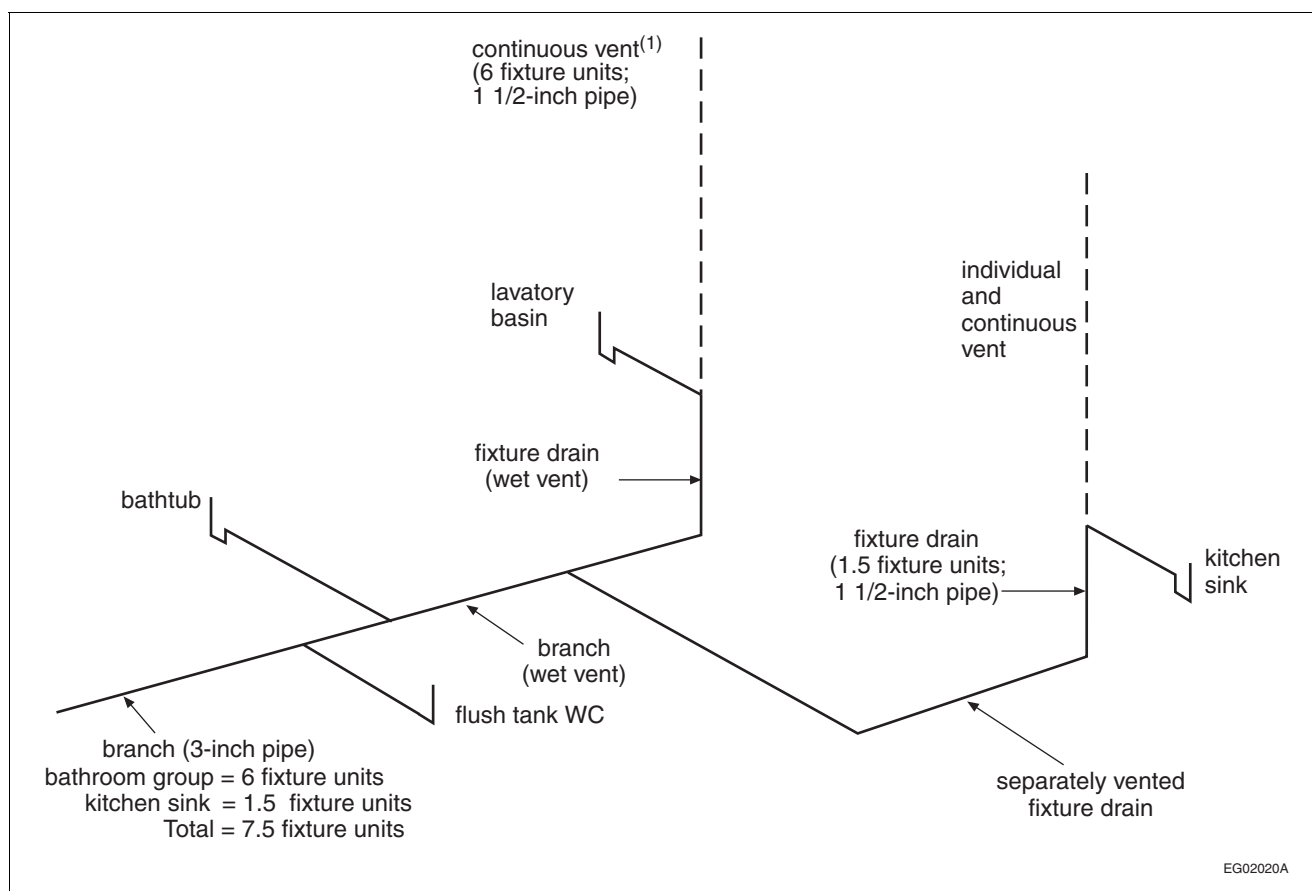 continuous vent(1)
(6 fixture units;
1 1/2-inch pipe)
individual
and
continuous
vent
lavatory
basin
fixture drain
(wet vent)
bathtub
fixture drain
(1.5 fixture units;
1 1/2-inch pipe)
kitchen
sink
branch
(wet vent)
flush tank WC
branch (3-inch pipe)
bathroom group = 6 fixture units
kitchen sink = 1.5 fixture units
Total = 7.5 fixture units
separately vented
fixture drain
EG02020A